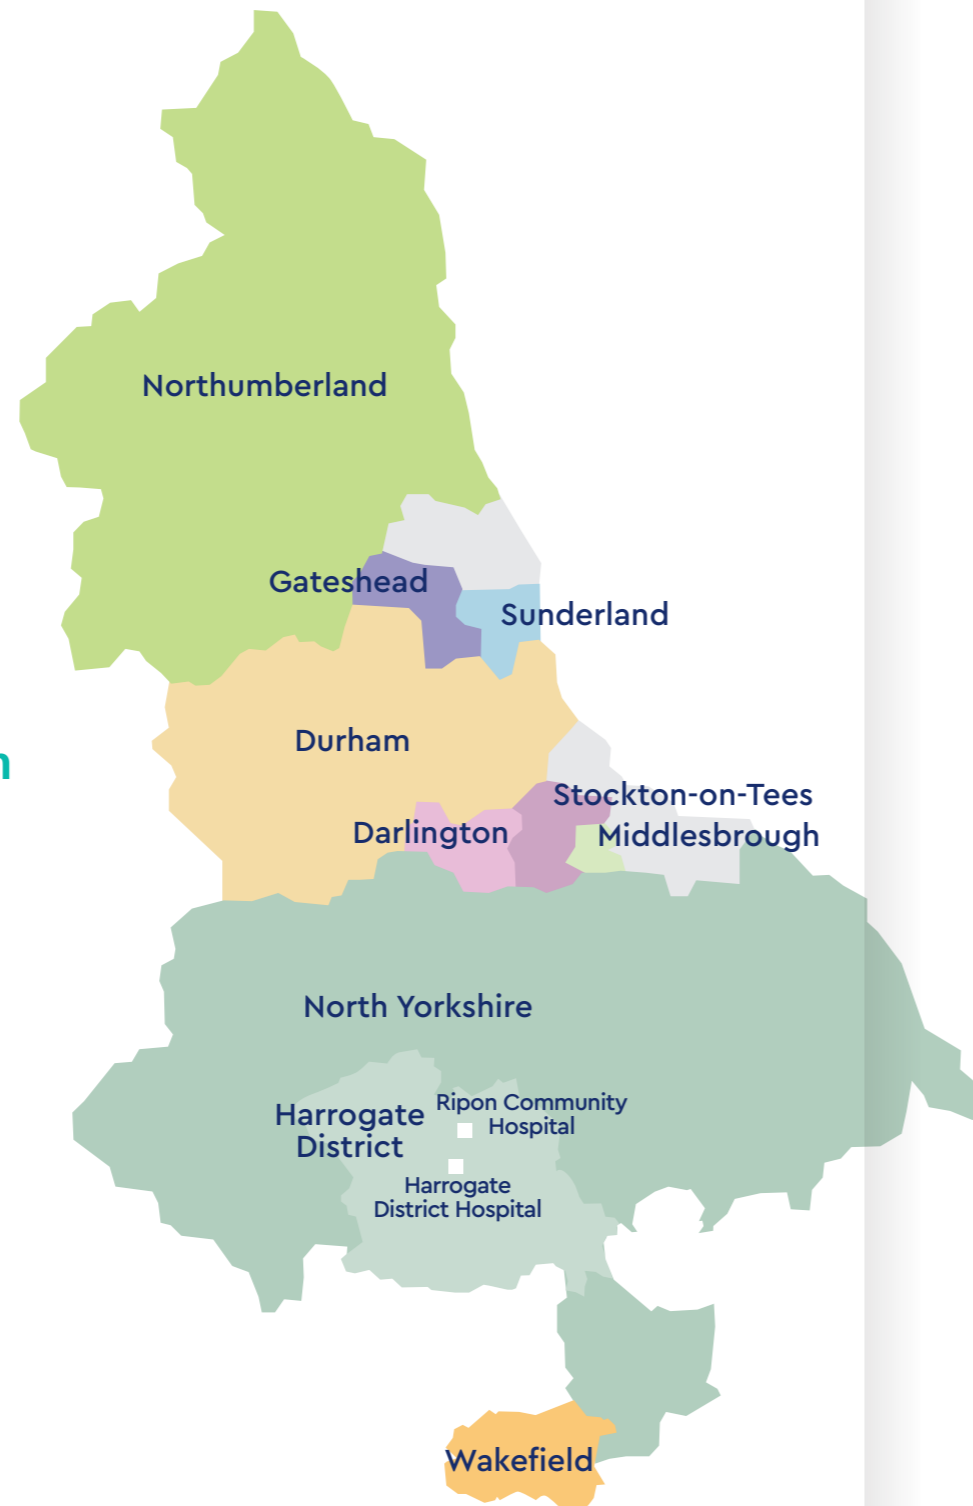 Northumberland
Gateshead
Sunderland
n
Durham
Stockton-on-Tees
Darlington
Middlesbrough
North Yorkshire
Harrogate
District
Ripon Community
Hospital
Harrogate
District Hospital
Wakefield